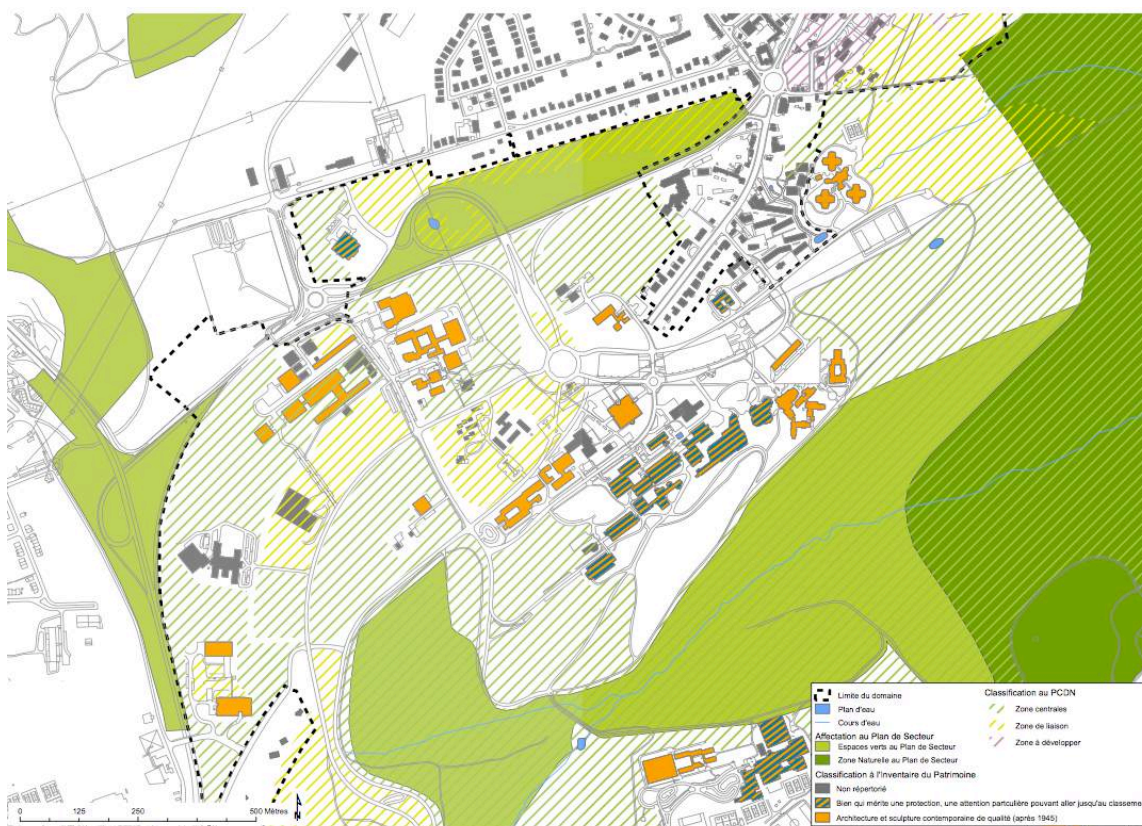 Limite du domaine
Plan d'eau
Cours d'eau
Affectation au Plan de Secteur
Espaces verts au Plan de Secteur
Zone Naturelle au Plan de Secteur
Classification à l'Inventaire du Patrimoine
Non répertorié
Bien qui mérite une protection, une attention particulière pouvant aller jusqu'au classeme
Architecture et sculpture contemporaine de qualité (après 1945)
Classification au PCDN
Zone centrales
Zone de liaison
Zone à développer
0 125 250 500 Mètres
N